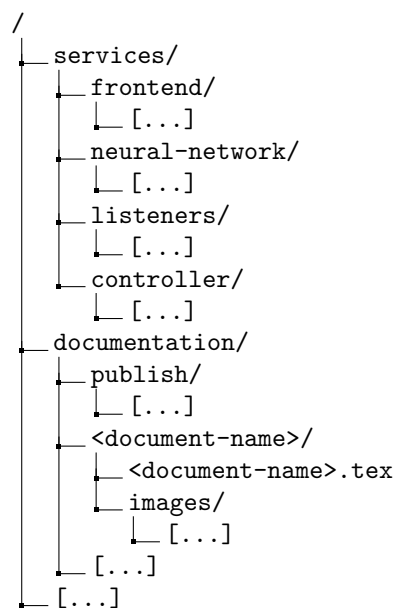 /
services/
frontend/
[...]
neural-network/
[...]
listeners/
[...]
controller/
[...]
documentation/
publish/
[...]
<document-name>/
<document-name>.tex
images/
[...]
[...]
[...]